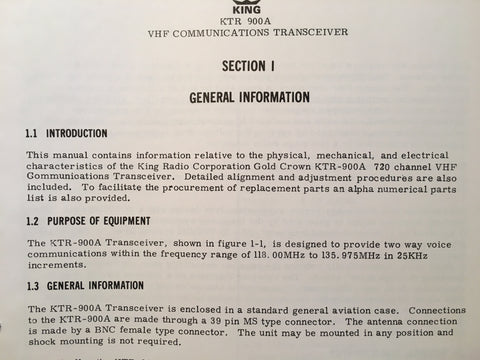 KING
KTR 900A
VHF COMMUNICATIONS TRANSCEIVER
SECTION I
GENERAL INFORMATION
1.1 INTRODUCTION
This manual contains information relative to the physical, mechanical, and electrical
characteristics of the King Radio Corporation Gold Crown KTR-900A 720 channel VHF
Communications Transceiver. Detailed alignment and adjustment procedures are also
included. To facilitate the procurement of replacement parts an alpha numerical parts
list is also provided.
1.2 PURPOSE OF EQUIPMENT
The KTR-900A Transceiver, shown in figure 1-1, is designed to provide two way voice
communications within the frequency range of 118.00MHz to 135.975MHz in 25KHz
increments.
1.3 GENERAL INFORMATION
The KTR-900A Transceiver is enclosed in a standard general aviation case. Connections
to the KTR-900A are made through a 39 pin MS type connector. The antenna connection
is made by a BNC female type connector. The unit may be mounted in any position and
shock mounting is not required.